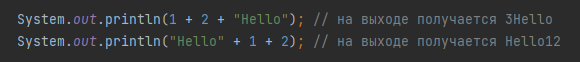 System.out.println(1 + 2 + "Hello"); // на выходе получается 3Hello
System.out.println("Hello" + 1 + 2); // на выходе получается Hello12